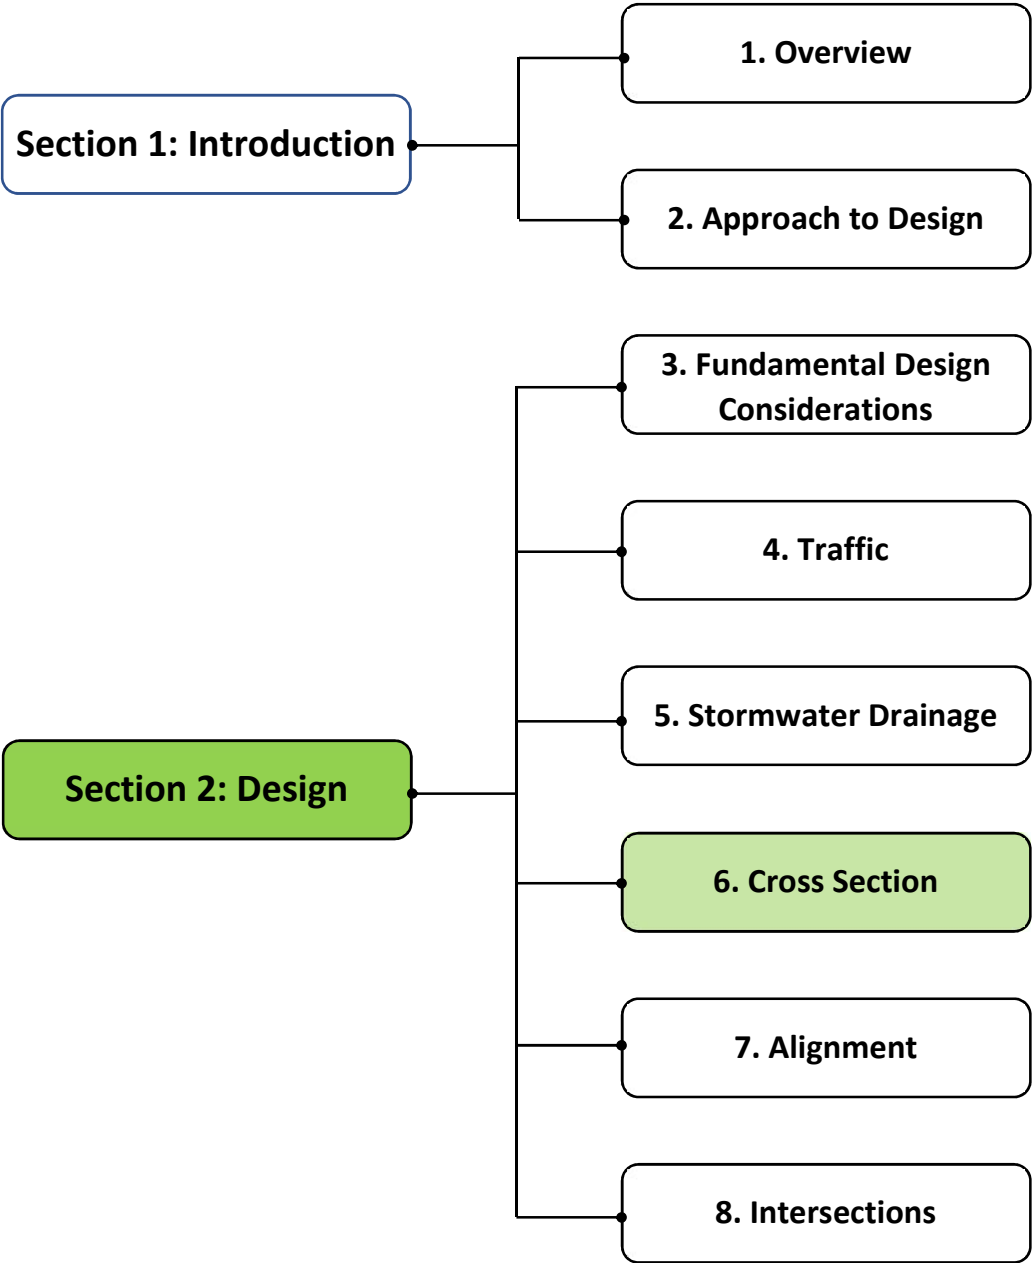 1. Overview
Section 1: Introduction
2. Approach to Design
3. Fundamental Design
Considerations
4. Traffic
5. Stormwater Drainage
Section 2: Design
6. Cross Section
7. Alignment
8. Intersections